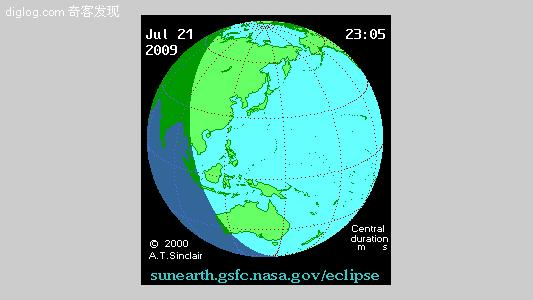 diglog.com 奇客发现
Jul 21
2009
23:05
Central
duration
m s
© 2000
A.T.Sinclair
sunearth.gsfc.nasa.gov/eclipse